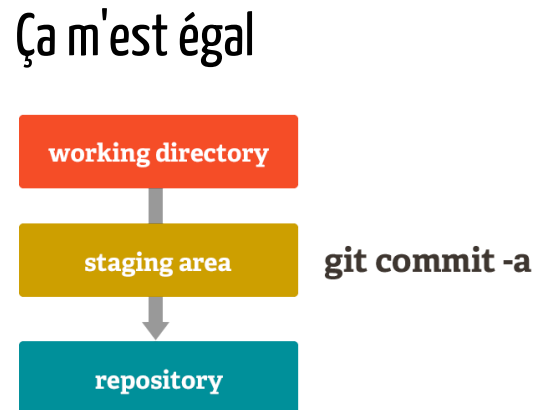 Ça m'est égal
working directory
staging area
git commit -a
repository